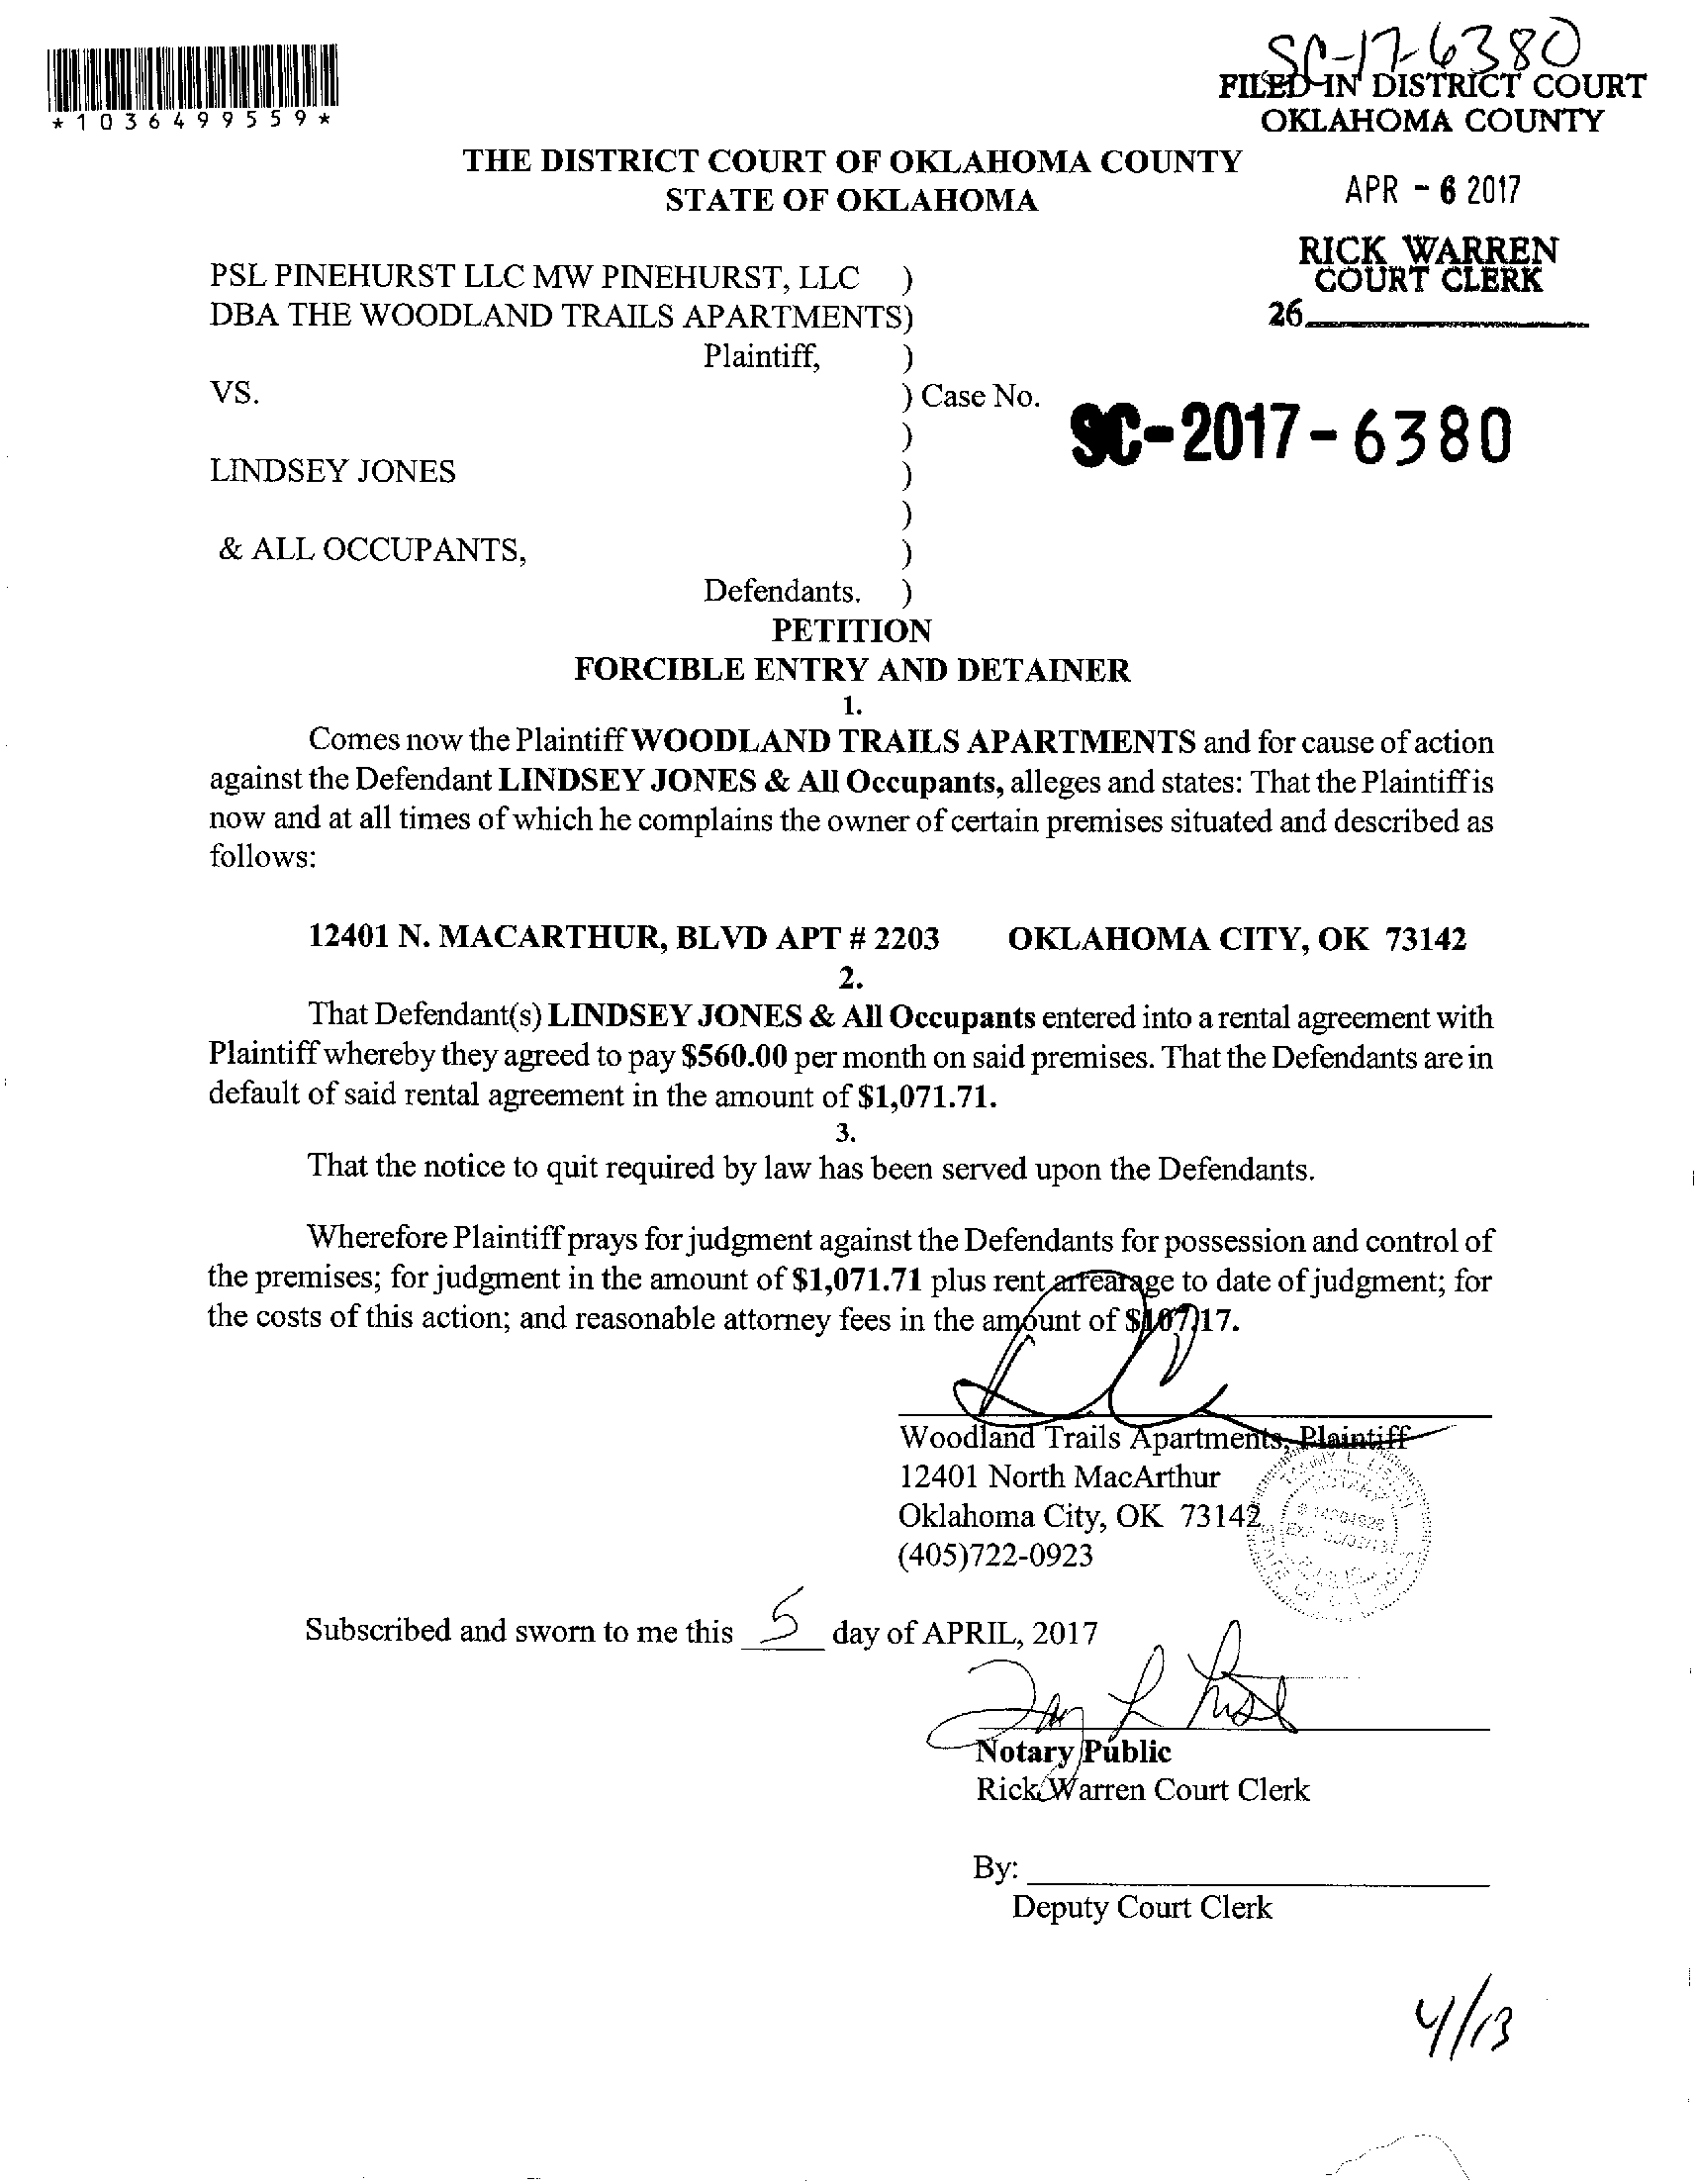 SC-17-6380
FILED IN DISTRICT COURT
OKLAHOMA COUNTY
*1036499559*
THE DISTRICT COURT OF OKLAHOMA COUNTY
STATE OF OKLAHOMA
APR - 6 2017
RICK WARREN
COURT CLERK
26
PSL PINEHURST LLC MW PINEHURST, LLC )
DBA THE WOODLAND TRAILS APARTMENTS)
Plaintiff, )
VS. ) Case No.
SC-2017-6380
)
LINDSEY JONES )
)
& ALL OCCUPANTS, )
Defendants. )
PETITION
FORCIBLE ENTRY AND DETAINER
1.
Comes now the Plaintiff WOODLAND TRAILS APARTMENTS and for cause of action
against the Defendant LINDSEY JONES & All Occupants, alleges and states: That the Plaintiff is
now and at all times of which he complains the owner of certain premises situated and described as
follows:
12401 N. MACARTHUR, BLVD APT # 2203 OKLAHOMA CITY, OK 73142
2.
That Defendant(s) LINDSEY JONES & All Occupants entered into a rental agreement with
Plaintiff whereby they agreed to pay $560.00 per month on said premises. That the Defendants are in
default of said rental agreement in the amount of $1,071.71.
3.
That the notice to quit required by law has been served upon the Defendants.
Wherefore Plaintiff prays for judgment against the Defendants for possession and control of
the premises; for judgment in the amount of $1,071.71 plus rent arrearage to date of judgment; for
the costs of this action; and reasonable attorney fees in the amount of $107.17.
Woodland Trails Apartments, Plaintiff
12401 North MacArthur
Oklahoma City, OK 73142
(405)722-0923
Subscribed and sworn to me this 5 day of APRIL, 2017
Notary Public
Rick Warren Court Clerk
By:
Deputy Court Clerk
4/13